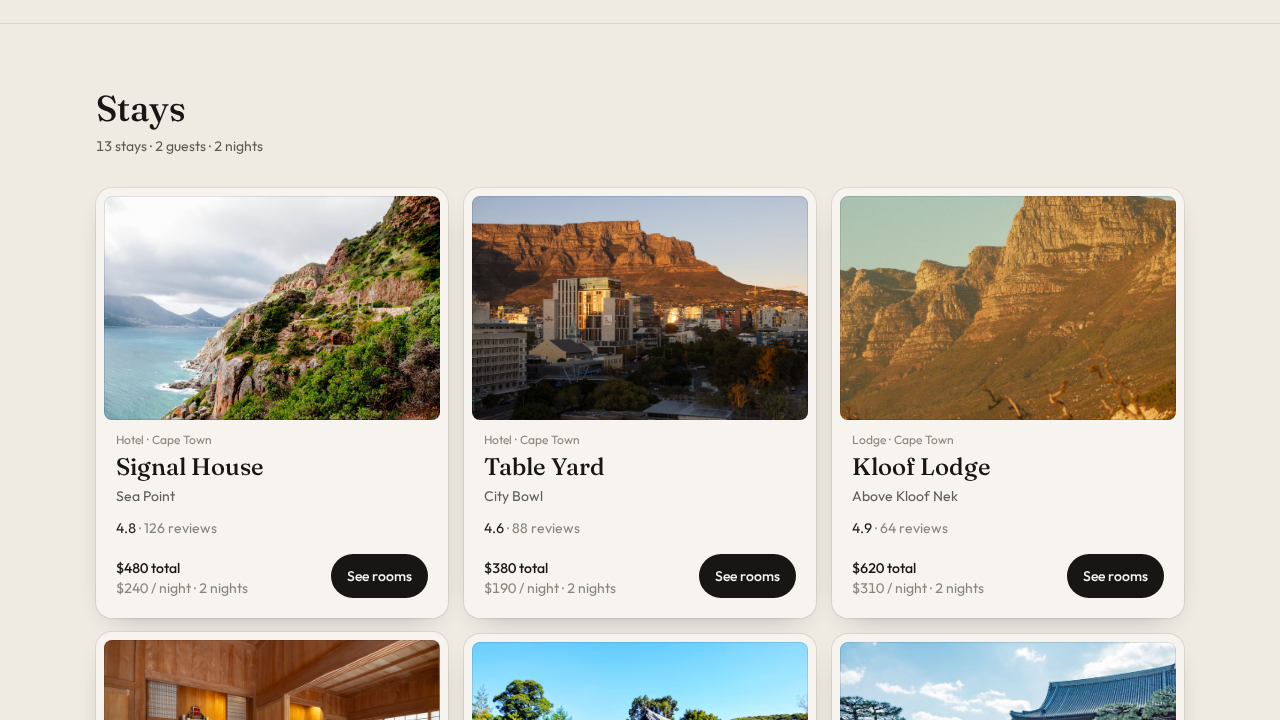 Stays
13 stays · 2 guests · 2 nights
Hotel · Cape Town
Signal House
Sea Point
4.8 · 126 reviews
$480 total
$240 / night · 2 nights
See rooms
Hotel · Cape Town
Table Yard
City Bowl
4.6 · 88 reviews
$380 total
$190 / night · 2 nights
See rooms
Lodge · Cape Town
Kloof Lodge
Above Kloof Nek
4.9 · 64 reviews
$620 total
$310 / night · 2 nights
See rooms